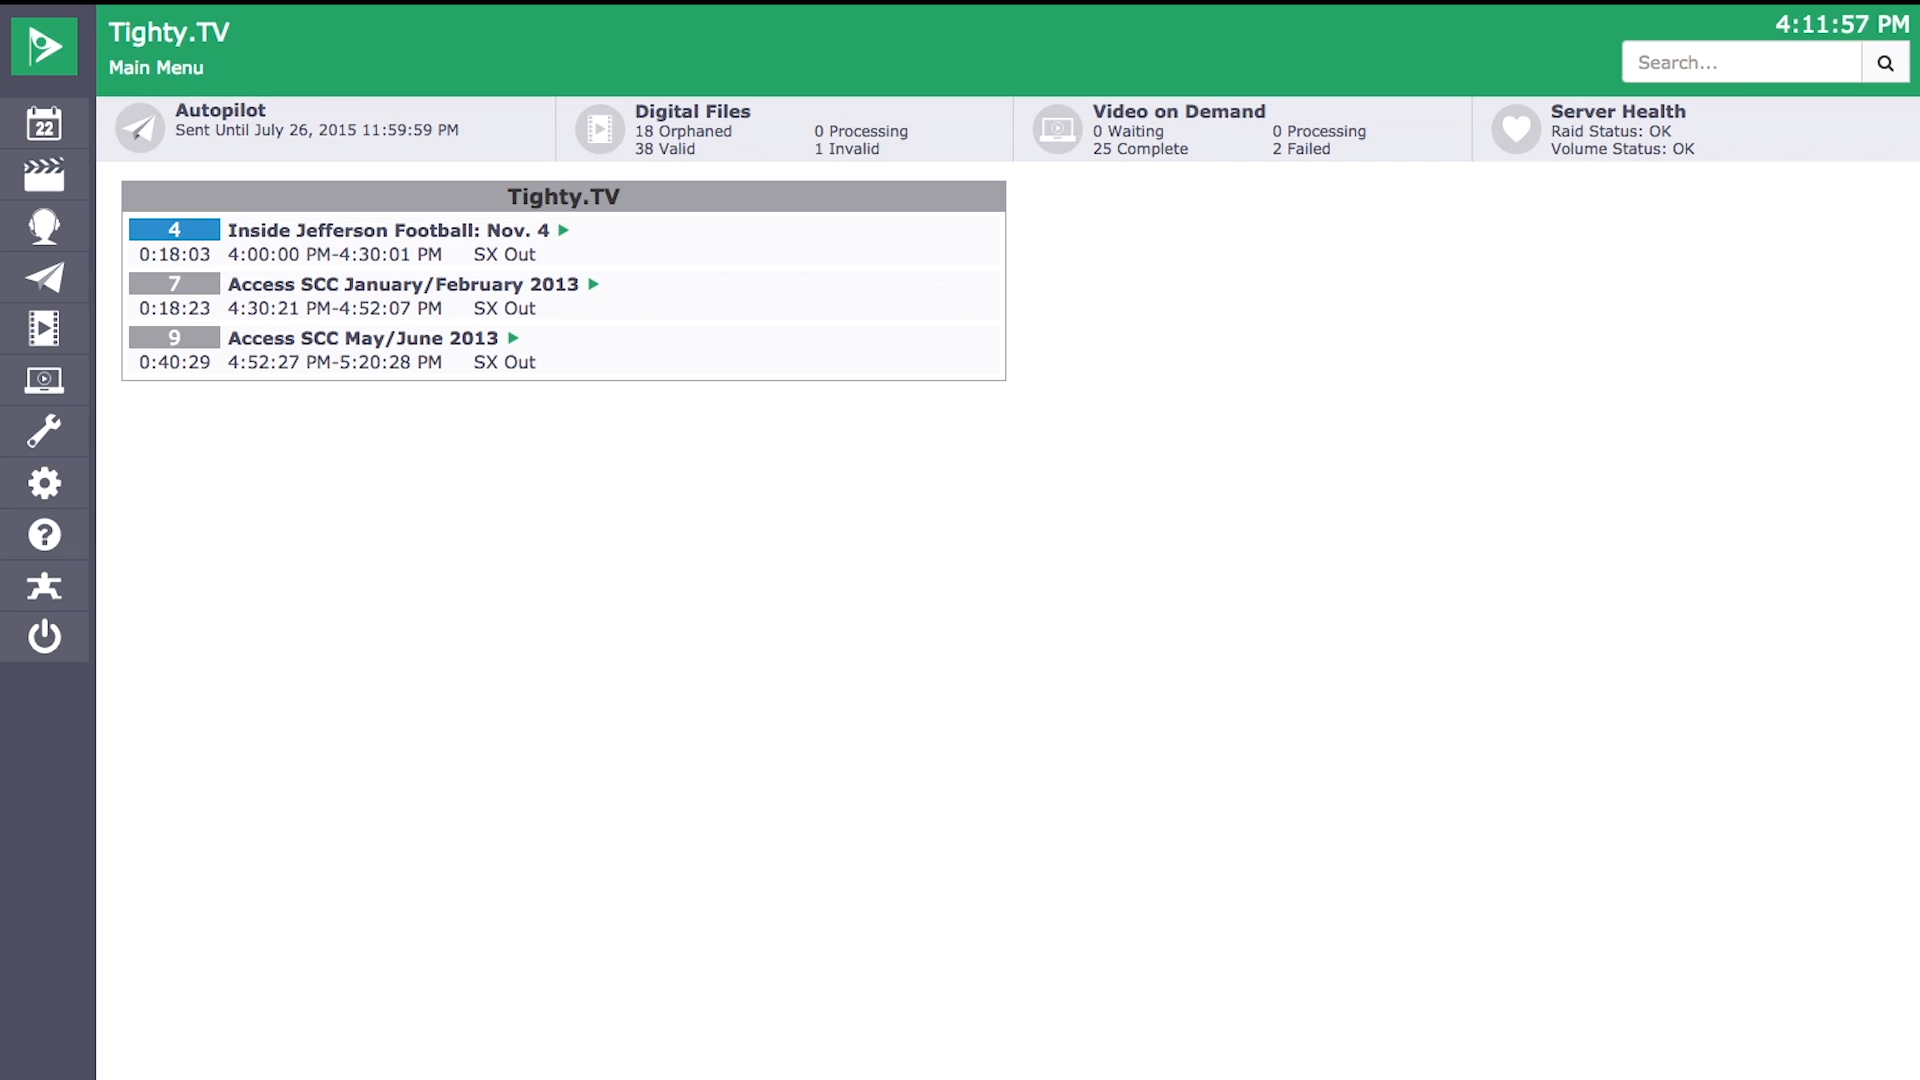 Tighty.TV
4:11:57 PM
Main Menu
Search...
22
Autopilot
Sent Until July 26, 2015 11:59:59 PM
Digital Files
18 Orphaned 0 Processing
38 Valid 1 Invalid
Video on Demand
0 Waiting 0 Processing
25 Complete 2 Failed
Server Health
Raid Status: OK
Volume Status: OK
Tighty.TV
4 Inside Jefferson Football: Nov. 4
0:18:03 4:00:00 PM-4:30:01 PM SX Out
7 Access SCC January/February 2013
0:18:23 4:30:21 PM-4:52:07 PM SX Out
9 Access SCC May/June 2013
0:40:29 4:52:27 PM-5:20:28 PM SX Out